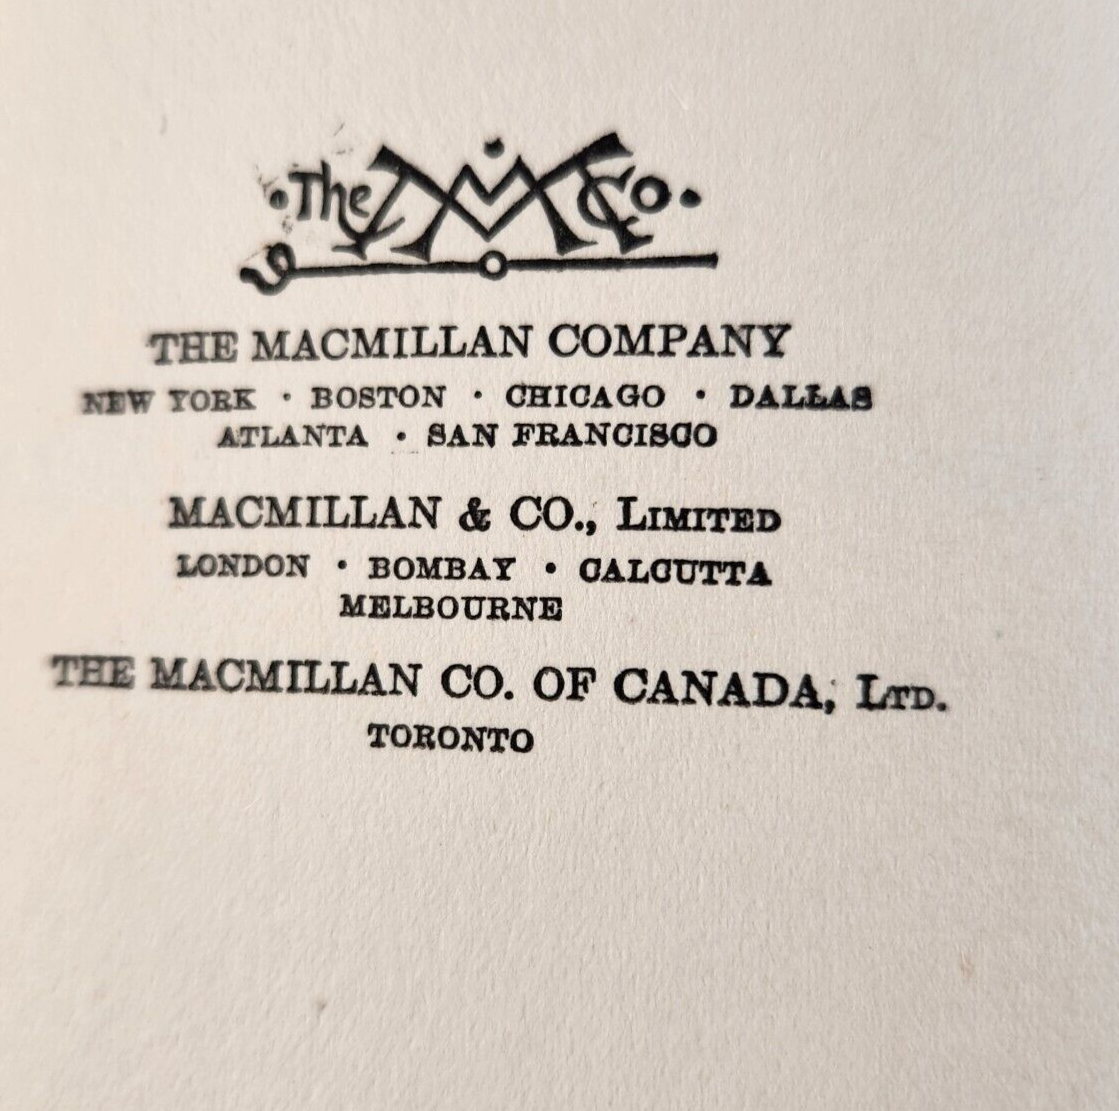 ·The MM Co·
THE MACMILLAN COMPANY
NEW YORK · BOSTON · CHICAGO · DALLAS
ATLANTA · SAN FRANCISCO
MACMILLAN & CO., LIMITED
LONDON · BOMBAY · CALCUTTA
MELBOURNE
THE MACMILLAN CO. OF CANADA, LTD.
TORONTO